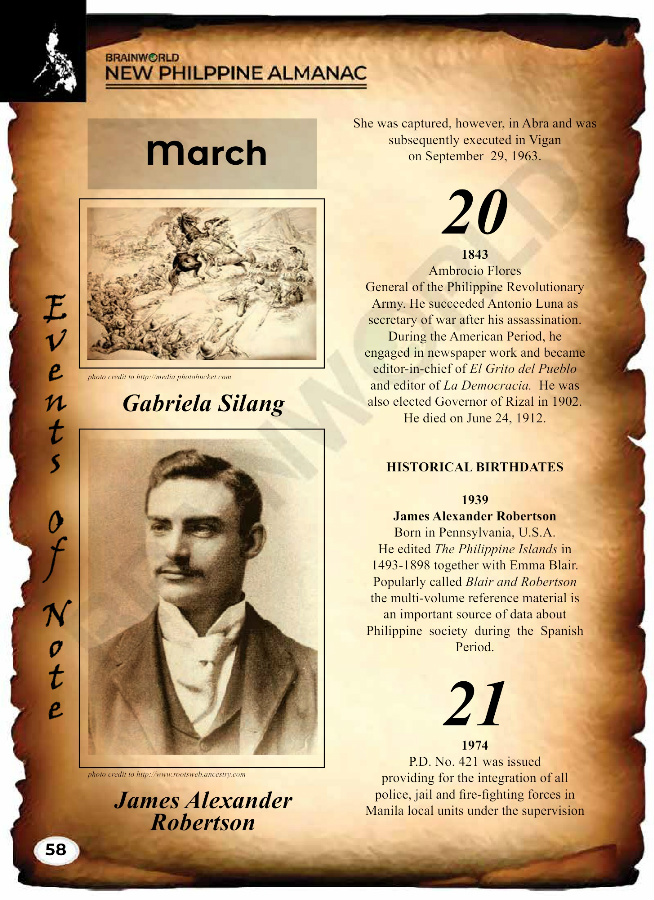 BRAINWORLD
NEW PHILPPINE ALMANAC
March
photo credit to http://media.photobucket.com
Gabriela Silang
photo credit to http://www.rootsweb.ancestry.com
James Alexander
Robertson
Events of Note
58
She was captured, however, in Abra and was
subsequently executed in Vigan
on September 29, 1963.
20
1843
Ambrocio Flores
General of the Philippine Revolutionary
Army. He succeeded Antonio Luna as
secretary of war after his assassination.
During the American Period, he
engaged in newspaper work and became
editor-in-chief of El Grito del Pueblo
and editor of La Democracia. He was
also elected Governor of Rizal in 1902.
He died on June 24, 1912.
HISTORICAL BIRTHDATES
1939
James Alexander Robertson
Born in Pennsylvania, U.S.A.
He edited The Philippine Islands in
1493-1898 together with Emma Blair.
Popularly called Blair and Robertson
the multi-volume reference material is
an important source of data about
Philippine society during the Spanish
Period.
21
1974
P.D. No. 421 was issued
providing for the integration of all
police, jail and fire-fighting forces in
Manila local units under the supervision
BRAINWORLD